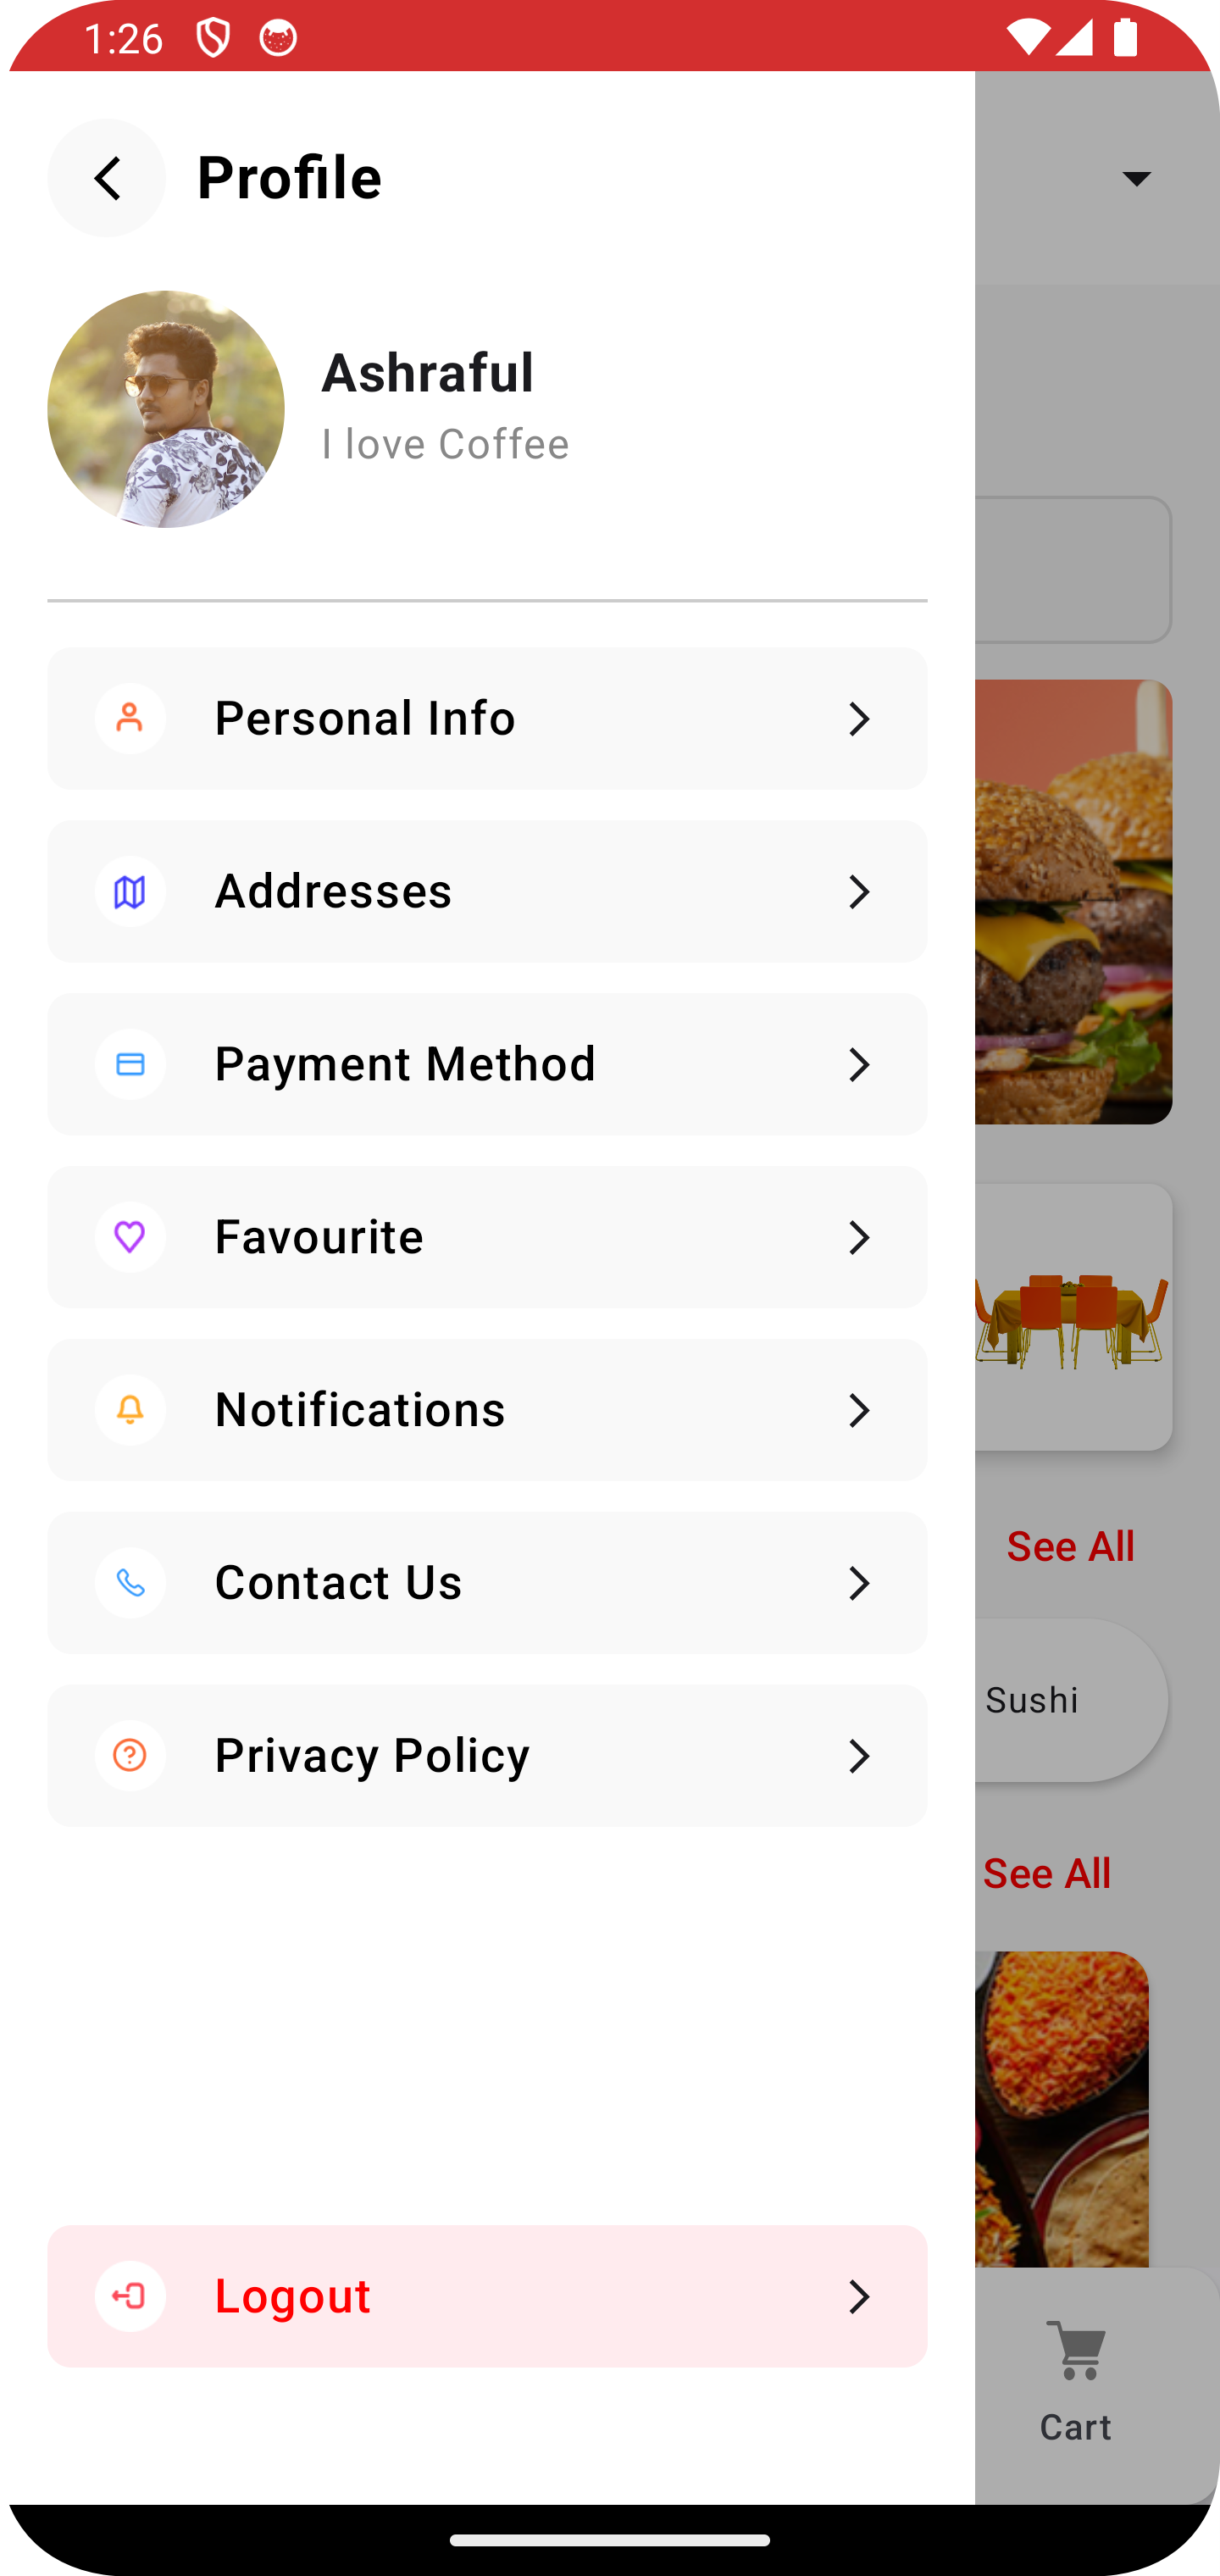 1:26
Profile
Ashraful
I love Coffee
Personal Info
Addresses
Payment Method
Favourite
Notifications
Contact Us
See All
Sushi
Privacy Policy
See All
Logout
Cart